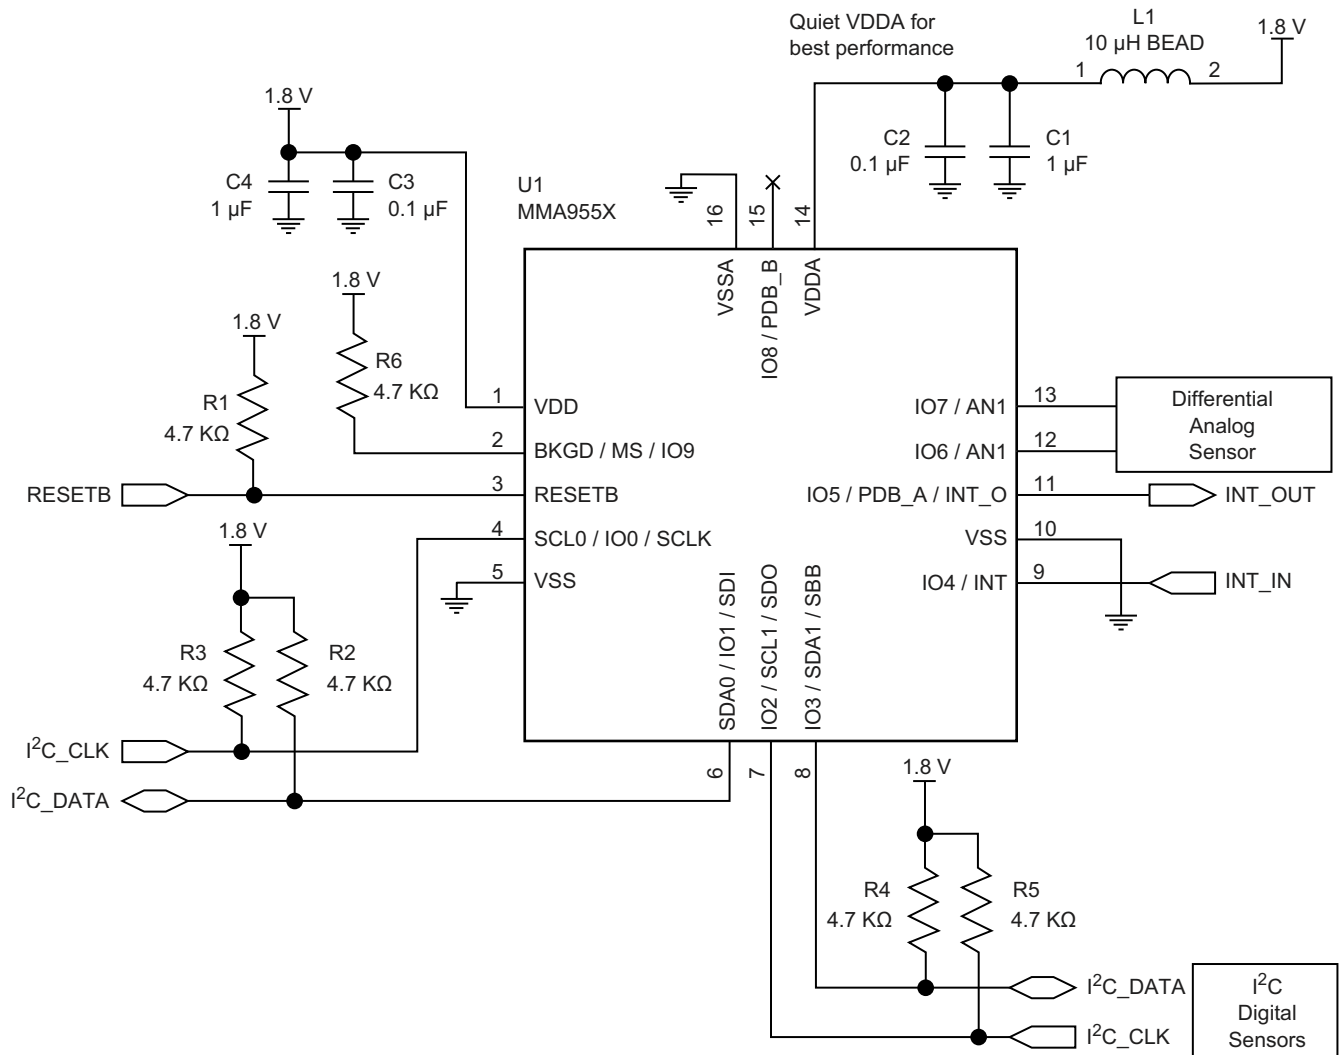 Quiet VDDA for
best performance
L1
10 µH BEAD
1.8 V
1
2
C2
0.1 µF
C1
1 µF
1.8 V
C4
1 µF
C3
0.1 µF
U1
MMA955X
16
15
14
VSSA
IO8 / PDB_B
VDDA
1.8 V
R6
4.7 KΩ
1.8 V
R1
4.7 KΩ
1
VDD
2
BKGD / MS / IO9
RESETB
3
RESETB
4
SCL0 / IO0 / SCLK
5
VSS
IO7 / AN1
13
IO6 / AN1
12
Differential
Analog
Sensor
IO5 / PDB_A / INT_O
11
INT_OUT
VSS
10
IO4 / INT
9
INT_IN
SDA0 / IO1 / SDI
IO2 / SCL1 / SDO
IO3 / SDA1 / SBB
6
7
8
1.8 V
R3
4.7 KΩ
R2
4.7 KΩ
I²C_CLK
I²C_DATA
1.8 V
R4
4.7 KΩ
R5
4.7 KΩ
I²C_DATA
I²C_CLK
I²C
Digital
Sensors